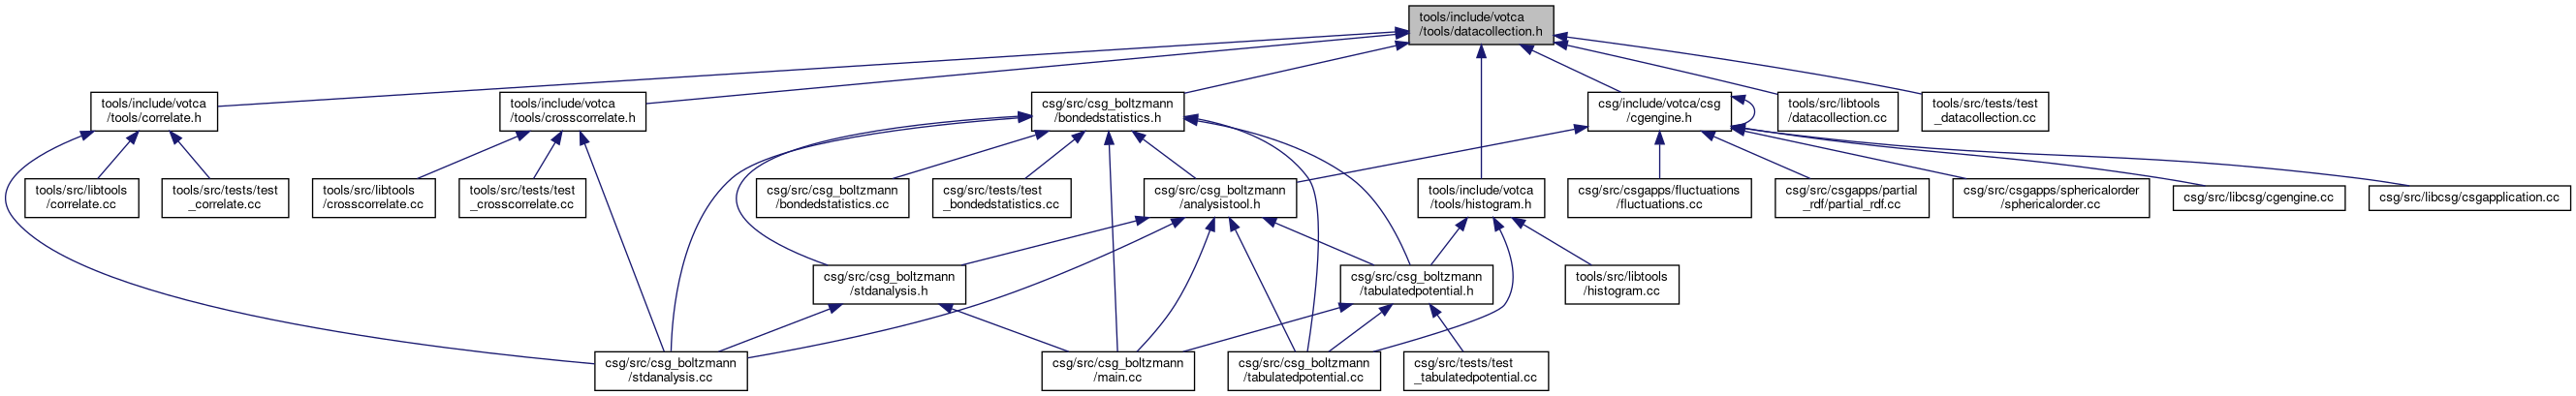 tools/include/votca
/tools/datacollection.h
tools/include/votca
/tools/correlate.h
tools/include/votca
/tools/crosscorrelate.h
csg/src/csg_boltzmann
/bondedstatistics.h
csg/include/votca/csg
/cgengine.h
tools/src/libtools
/datacollection.cc
tools/src/tests/test
_datacollection.cc
tools/src/libtools
/correlate.cc
tools/src/tests/test
_correlate.cc
tools/src/libtools
/crosscorrelate.cc
tools/src/tests/test
_crosscorrelate.cc
csg/src/csg_boltzmann
/bondedstatistics.cc
csg/src/tests/test
_bondedstatistics.cc
csg/src/csg_boltzmann
/analysistool.h
tools/include/votca
/tools/histogram.h
csg/src/csgapps/fluctuations
/fluctuations.cc
csg/src/csgapps/partial
_rdf/partial_rdf.cc
csg/src/csgapps/sphericalorder
/sphericalorder.cc
csg/src/libcsg/cgengine.cc
csg/src/libcsg/csgapplication.cc
csg/src/csg_boltzmann
/stdanalysis.h
csg/src/csg_boltzmann
/tabulatedpotential.h
tools/src/libtools
/histogram.cc
csg/src/csg_boltzmann
/stdanalysis.cc
csg/src/csg_boltzmann
/main.cc
csg/src/csg_boltzmann
/tabulatedpotential.cc
csg/src/tests/test
_tabulatedpotential.cc